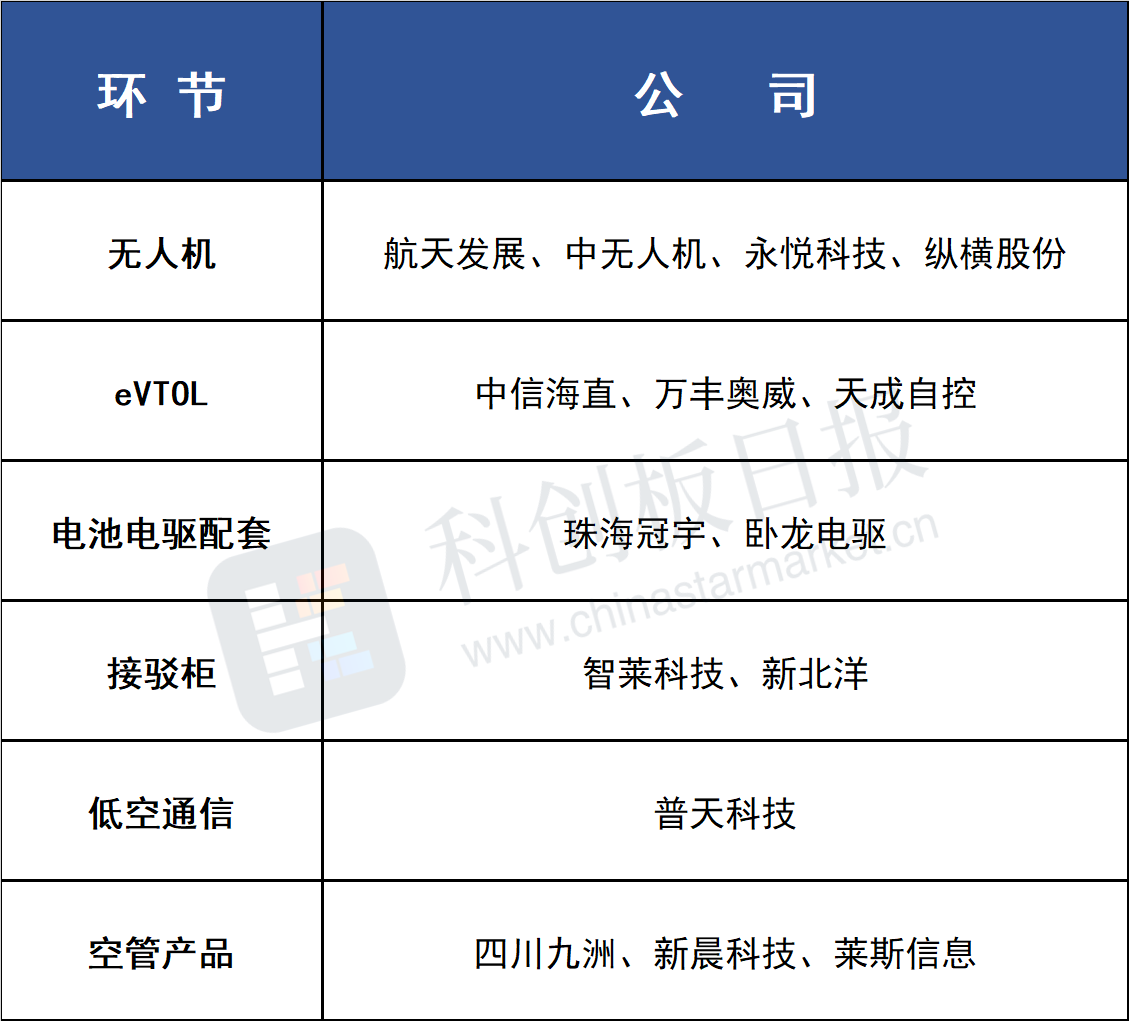 环 节 公 司
无人机 航天发展、中无人机、永悦科技、纵横股份
eVTOL 中信海直、万丰奥威、天成自控
电池电驱配套 珠海冠宇、卧龙电驱
接驳柜 智莱科技、新北洋
低空通信 普天科技
空管产品 四川九洲、新晨科技、莱斯信息
科创板日报
www.chinastarmarket.cn